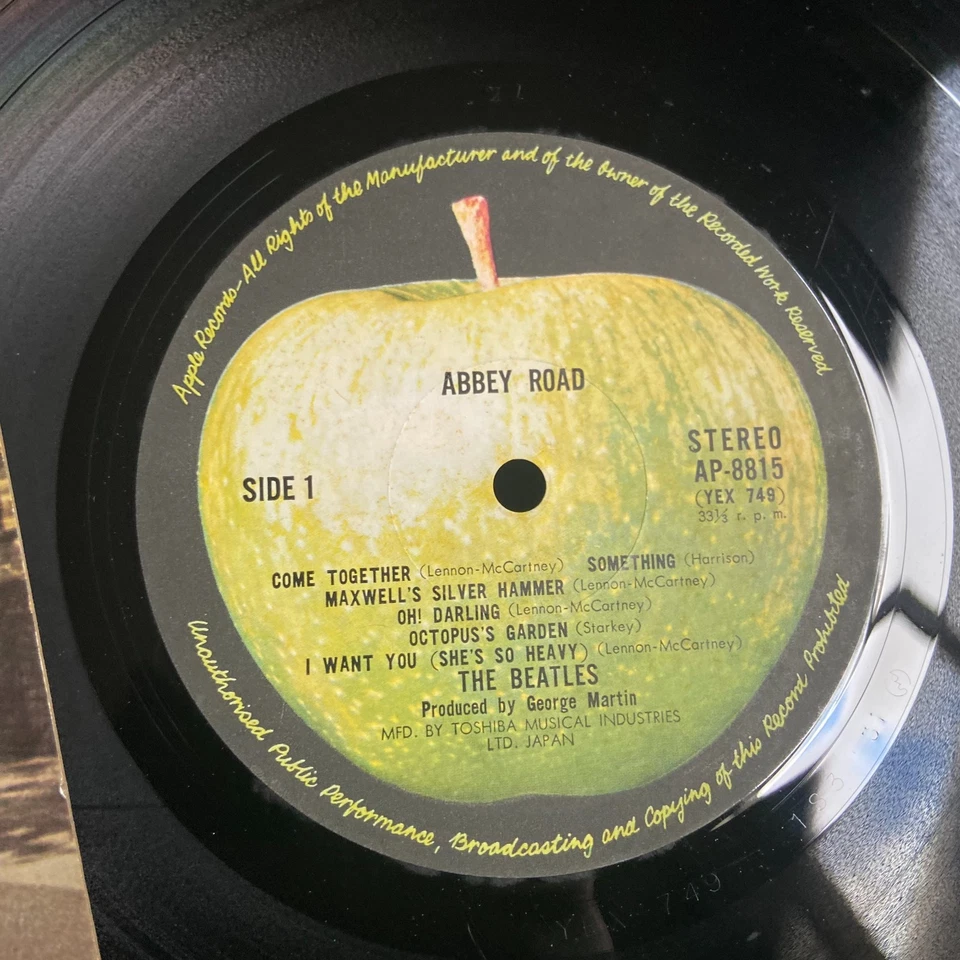 Apple Records-All Rights of the Manufacturer and of the Owner of the Recorded Work Reserved
ABBEY ROAD
STEREO
AP-8815
(YEX 749)
33⅓ r. p. m.
SIDE 1
COME TOGETHER (Lennon-McCartney) SOMETHING (Harrison)
MAXWELL'S SILVER HAMMER (Lennon-McCartney)
OH! DARLING (Lennon-McCartney)
OCTOPUS'S GARDEN (Starkey)
I WANT YOU (SHE'S SO HEAVY) (Lennon-McCartney)
THE BEATLES
Produced by George Martin
MFD. BY TOSHIBA MUSICAL INDUSTRIES
LTD. JAPAN
Unauthorised Public Performance, Broadcasting and Copying of this Record Prohibited